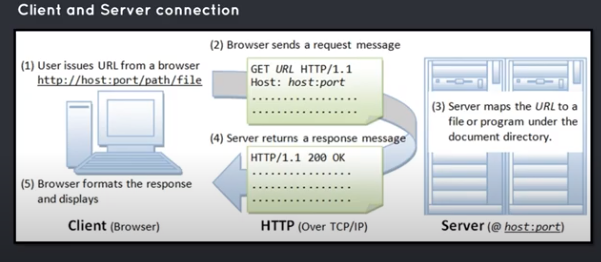 Client and Server connection
(1) User issues URL from a browser
http://host:port/path/file
(2) Browser sends a request message
GET URL HTTP/1.1
Host: host:port
................
................
(3) Server maps the URL to a
file or program under the
document directory.
(4) Server returns a response message
HTTP/1.1 200 OK
................
................
................
(5) Browser formats the response
and displays
Client (Browser)
HTTP (Over TCP/IP)
Server (@ host:port)